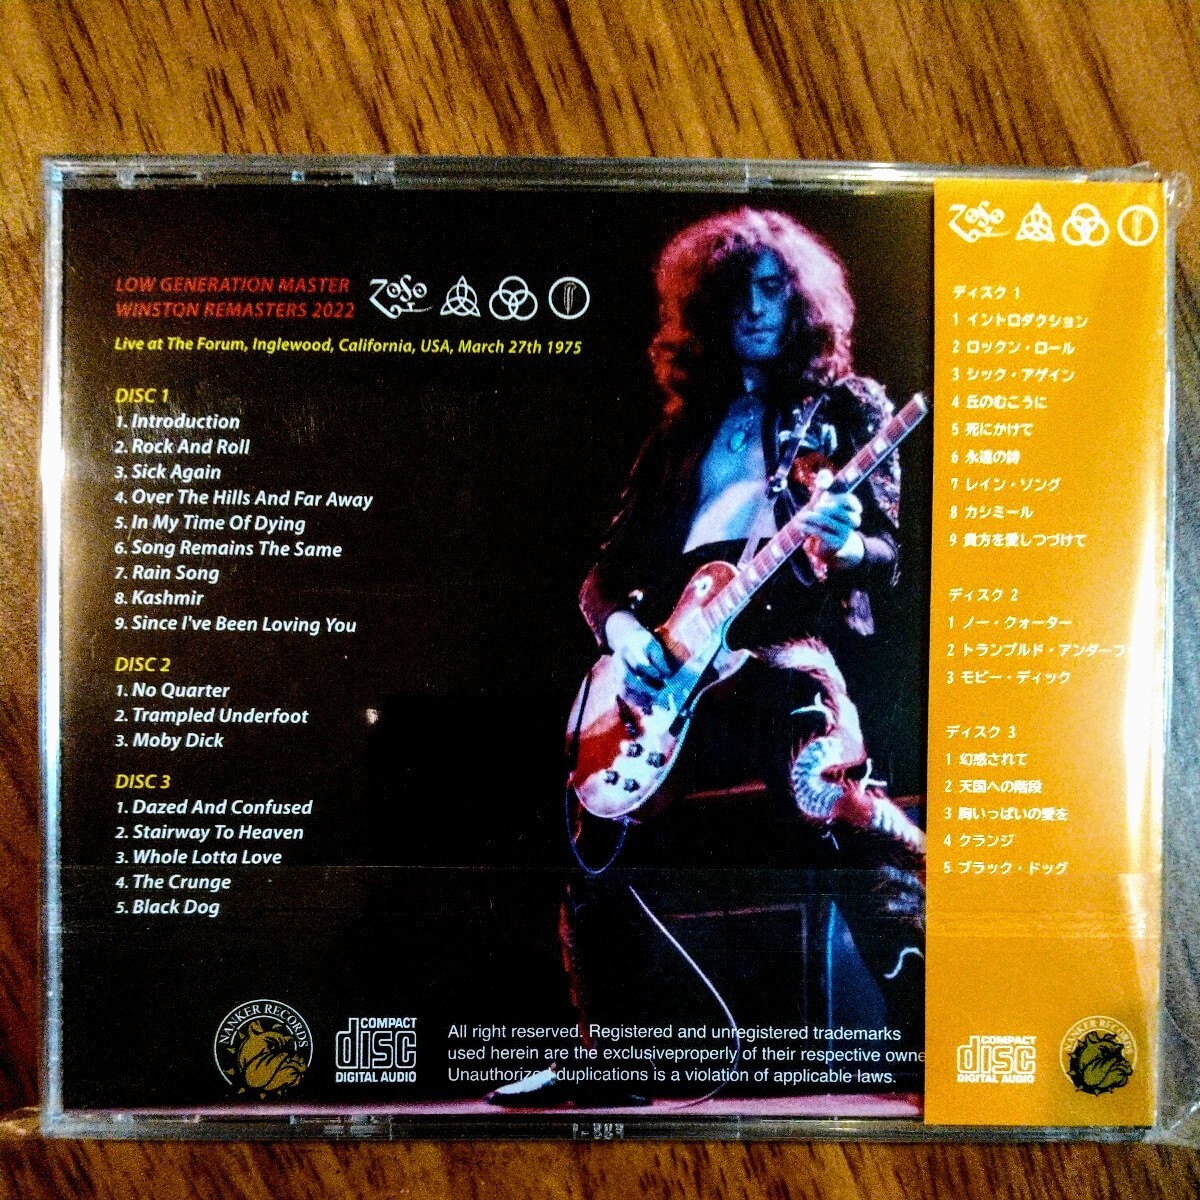 LOW GENERATION MASTER
WINSTON REMASTERS 2022
Live at The Forum, Inglewood, California, USA, March 27th 1975
DISC 1
1. Introduction
2. Rock And Roll
3. Sick Again
4. Over The Hills And Far Away
5. In My Time Of Dying
6. Song Remains The Same
7. Rain Song
8. Kashmir
9. Since I've Been Loving You
DISC 2
1. No Quarter
2. Trampled Underfoot
3. Moby Dick
DISC 3
1. Dazed And Confused
2. Stairway To Heaven
3. Whole Lotta Love
4. The Crunge
5. Black Dog
NANKER RECORDS
COMPACT
disc
DIGITAL AUDIO
All right reserved. Registered and unregistered trademarks
used herein are the exclusiveproperly of their respective owne
Unauthorized duplications is a violation of applicable laws.
ZoSo
ZoSo
ディスク 1
1 イントロダクション
2 ロックン・ロール
3 シック・アゲイン
4 丘のむこうに
5 死にかけて
6 永遠の詩
7 レイン・ソング
8 カシミール
9 貴方を愛しつづけて
ディスク 2
1 ノー・クォーター
2 トランプルド・アンダーフ
3 モビー・ディック
ディスク 3
1 幻惑されて
2 天国への階段
3 胸いっぱいの愛を
4 クランジ
5 ブラック・ドッグ
COMPACT
disc
DIGITAL AUDIO
NANKER RECORDS